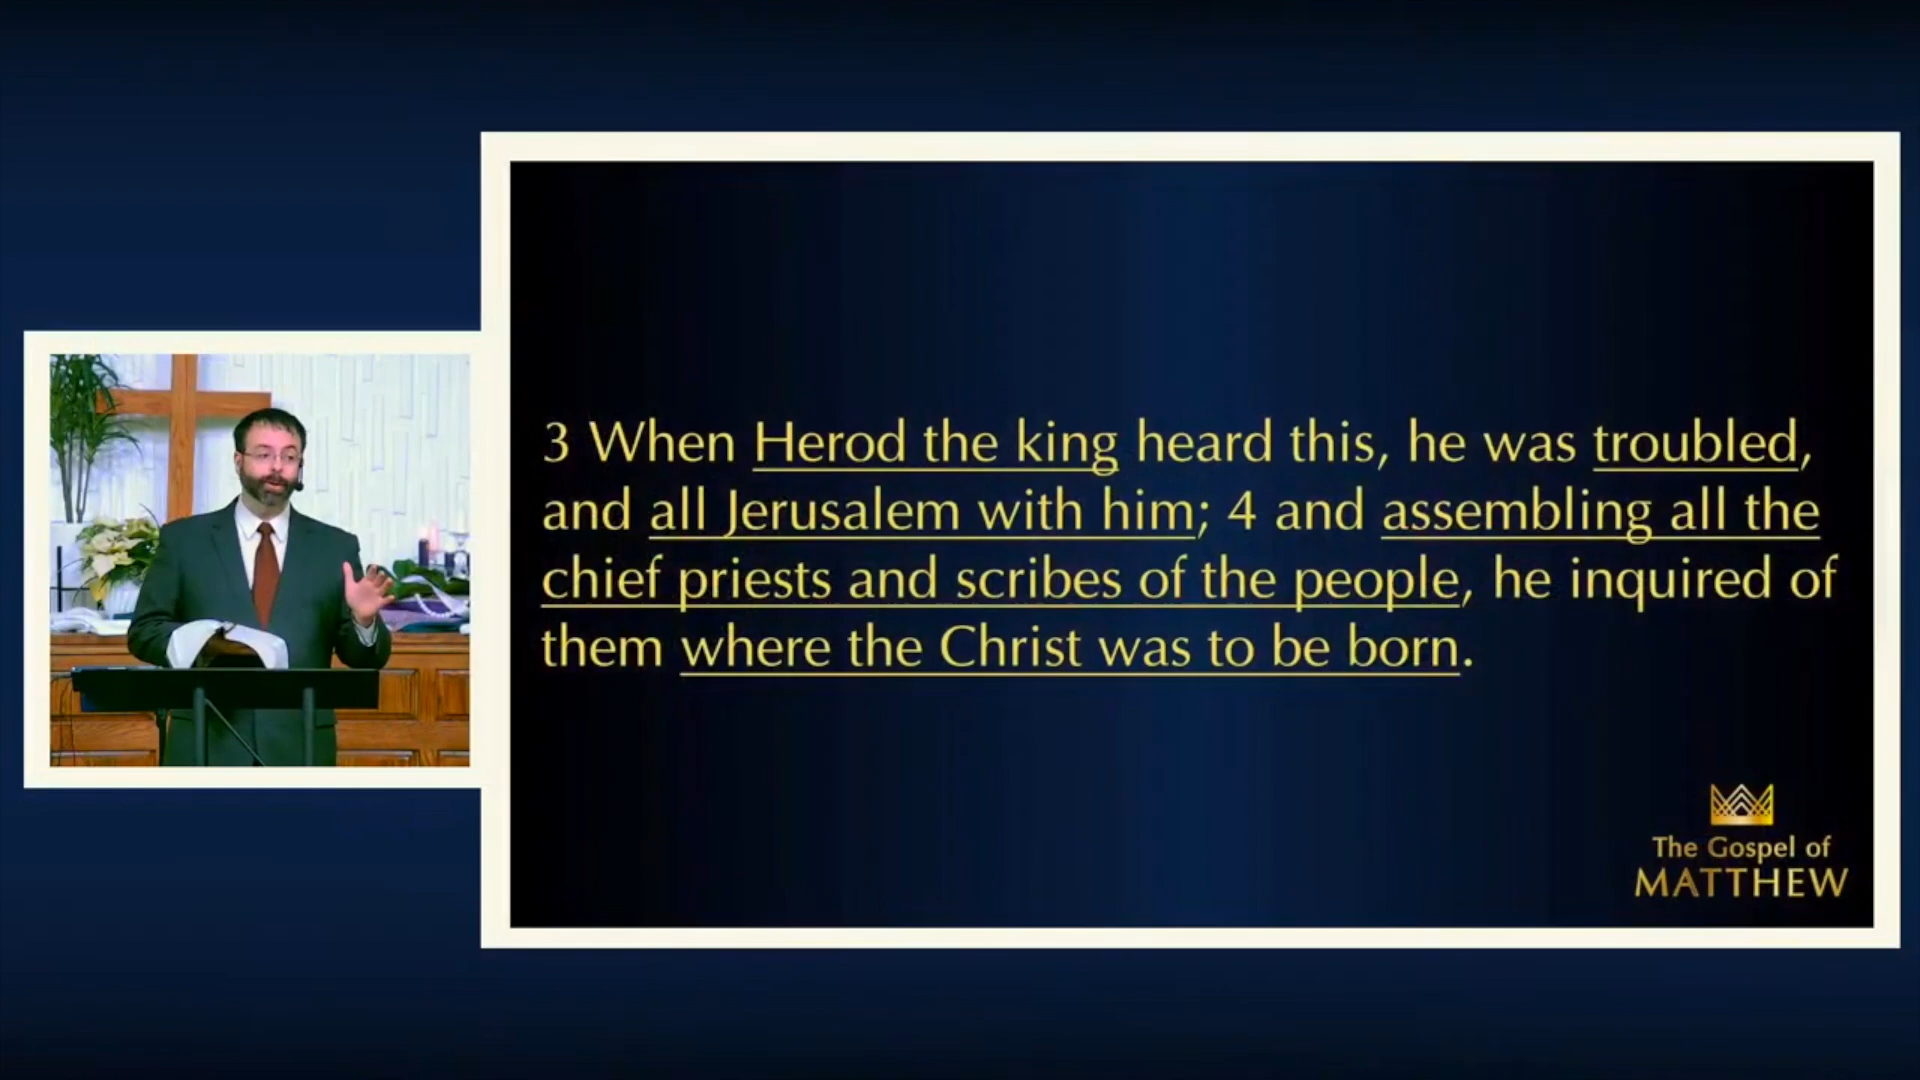 3 When Herod the king heard this, he was troubled,
and all Jerusalem with him; 4 and assembling all the
chief priests and scribes of the people, he inquired of
them where the Christ was to be born.
The Gospel of
MATTHEW